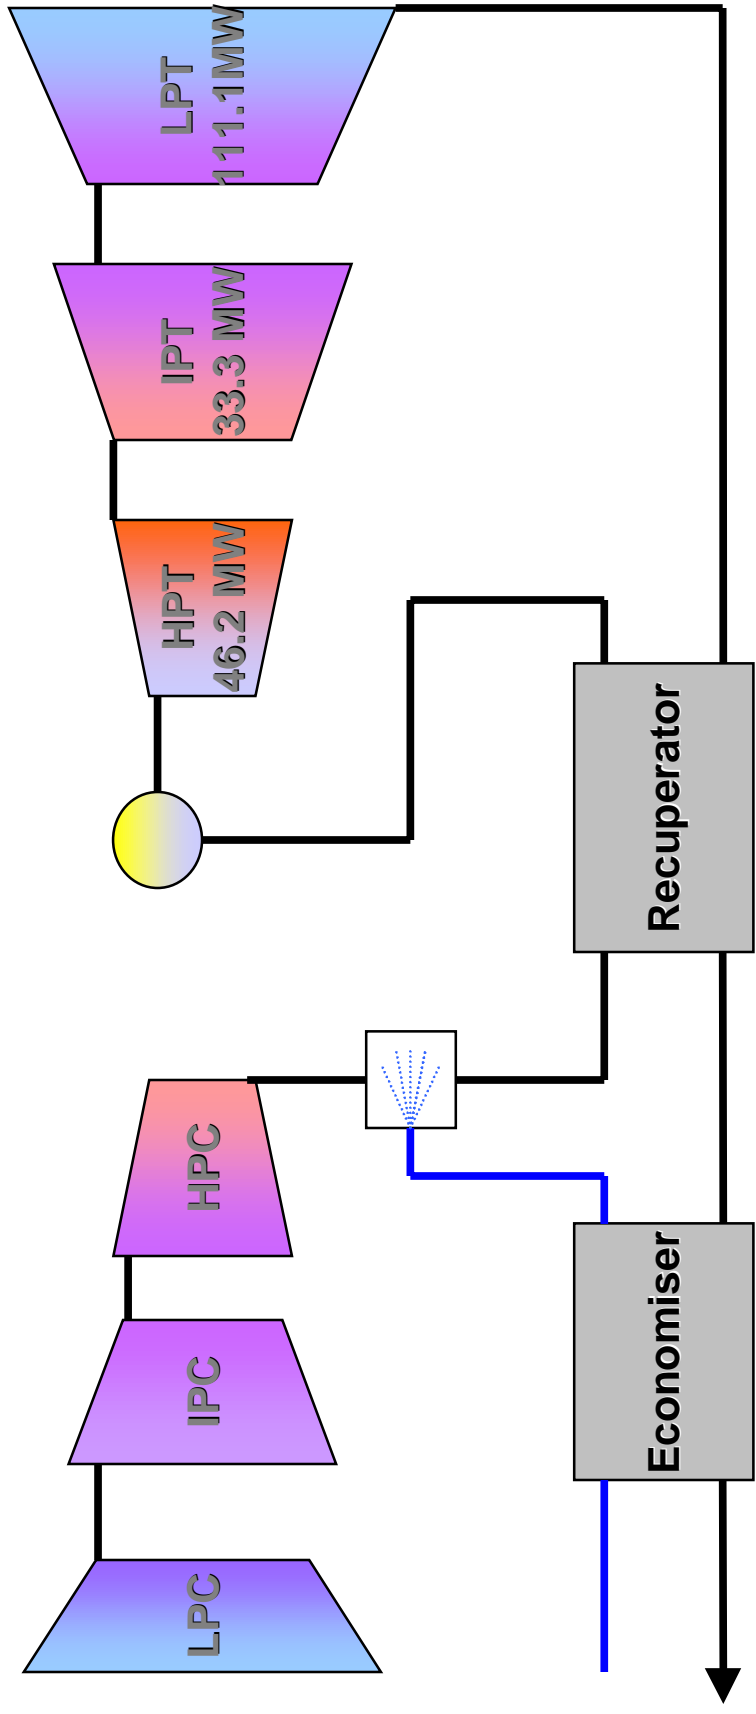 LPC
IPC
HPC
HPT
46.2 MW
IPT
33.3 MW
LPT
111.1MW
Economiser
Recuperator